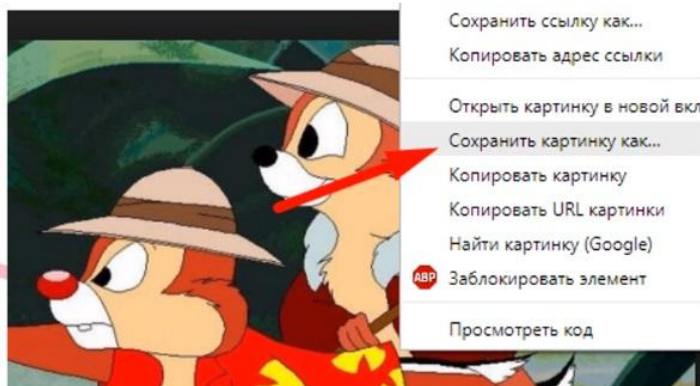 Сохранить ссылку как...
Копировать адрес ссылки
Открыть картинку в новой вкл
Сохранить картинку как...
Копировать картинку
Копировать URL картинки
Найти картинку (Google)
ABP Заблокировать элемент
Просмотреть код